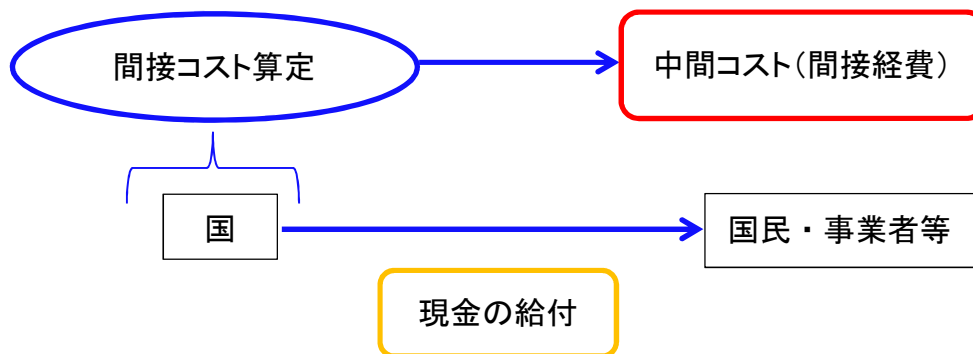 間接コスト算定
中間コスト（間接経費）
国
国民・事業者等
現金の給付